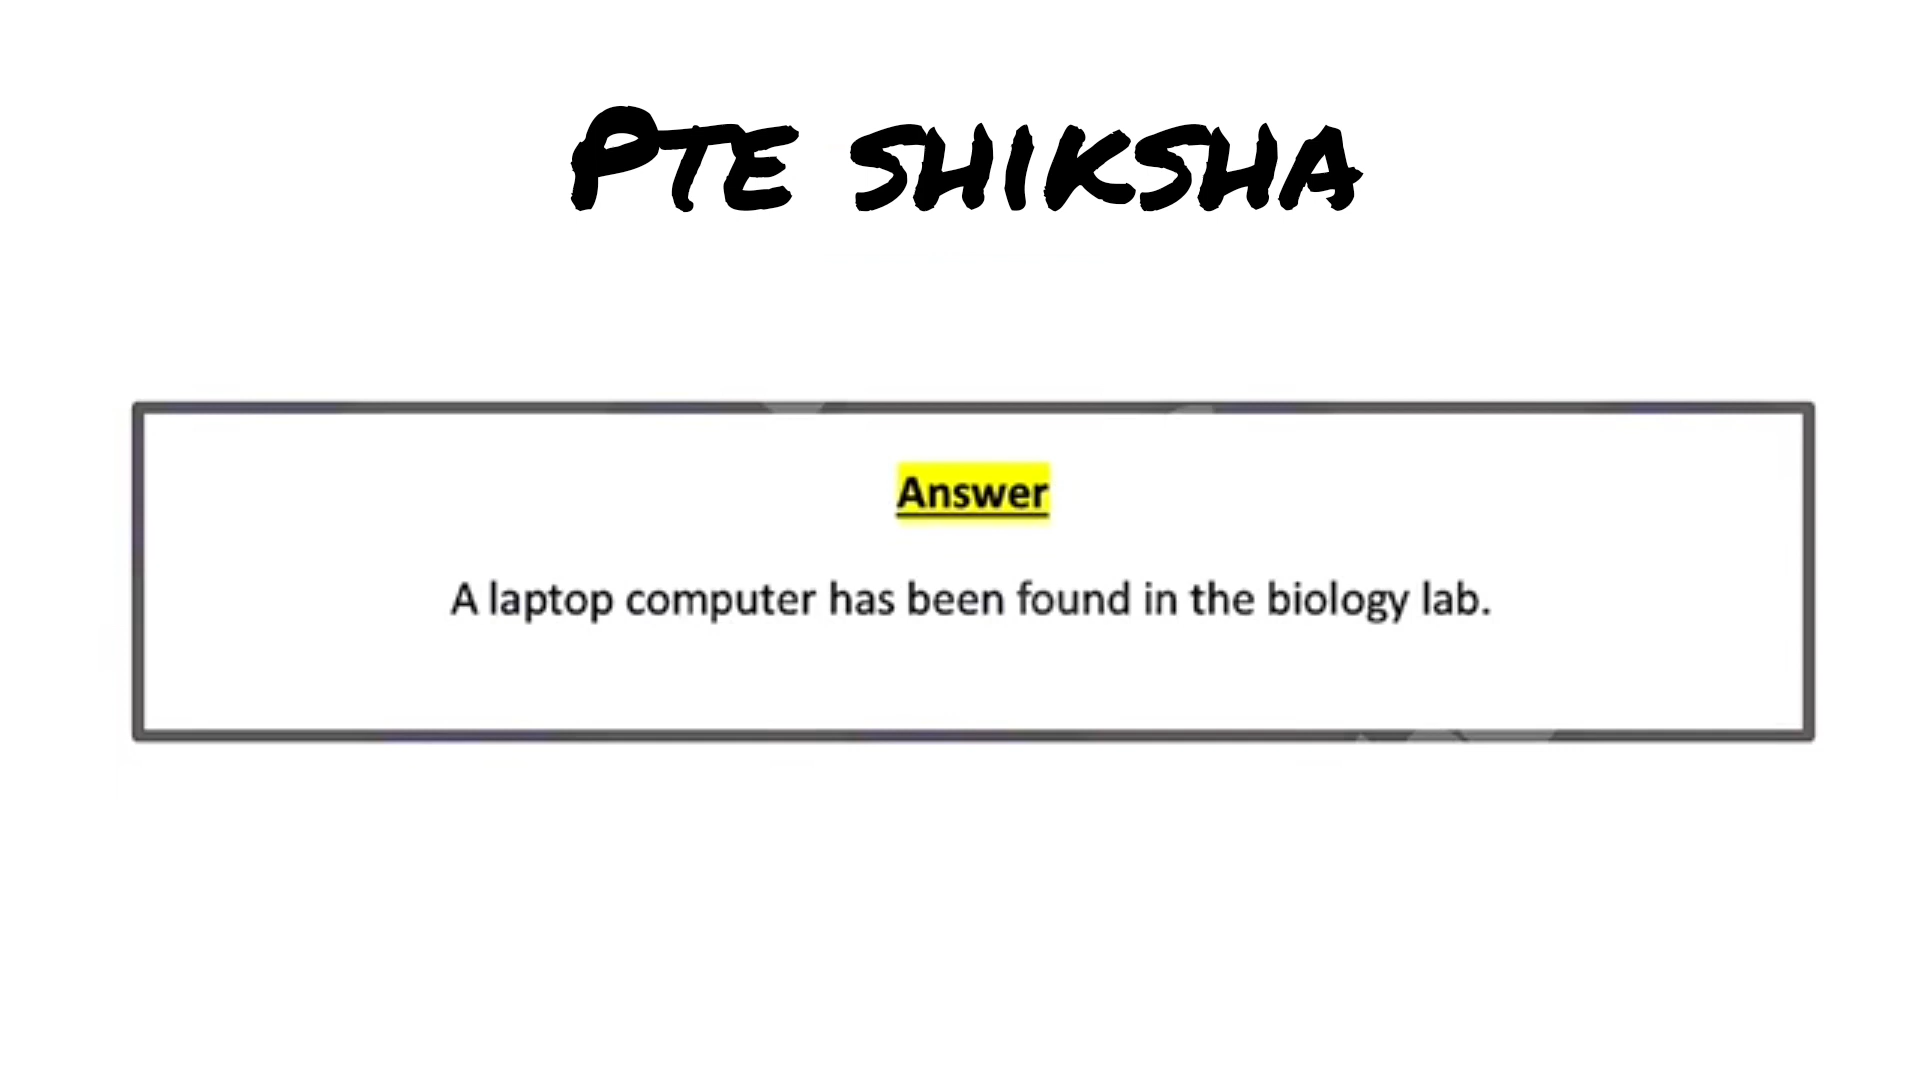 Pte shiksha
Answer
A laptop computer has been found in the biology lab.